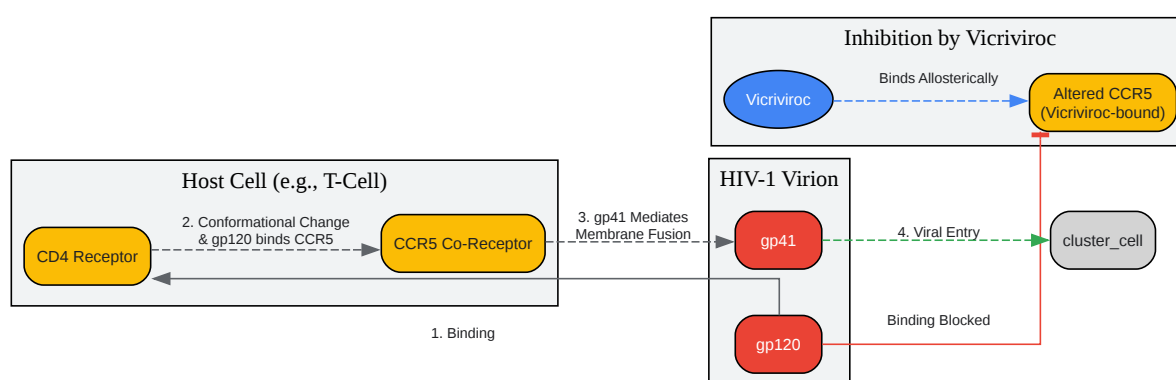 Inhibition by Vicriviroc
Vicriviroc
Binds Allosterically
Altered CCR5
(Vicriviroc-bound)
Host Cell (e.g., T-Cell)
CD4 Receptor
2. Conformational Change
& gp120 binds CCR5
CCR5 Co-Receptor
3. gp41 Mediates
Membrane Fusion
HIV-1 Virion
gp41
4. Viral Entry
cluster_cell
1. Binding
gp120
Binding Blocked